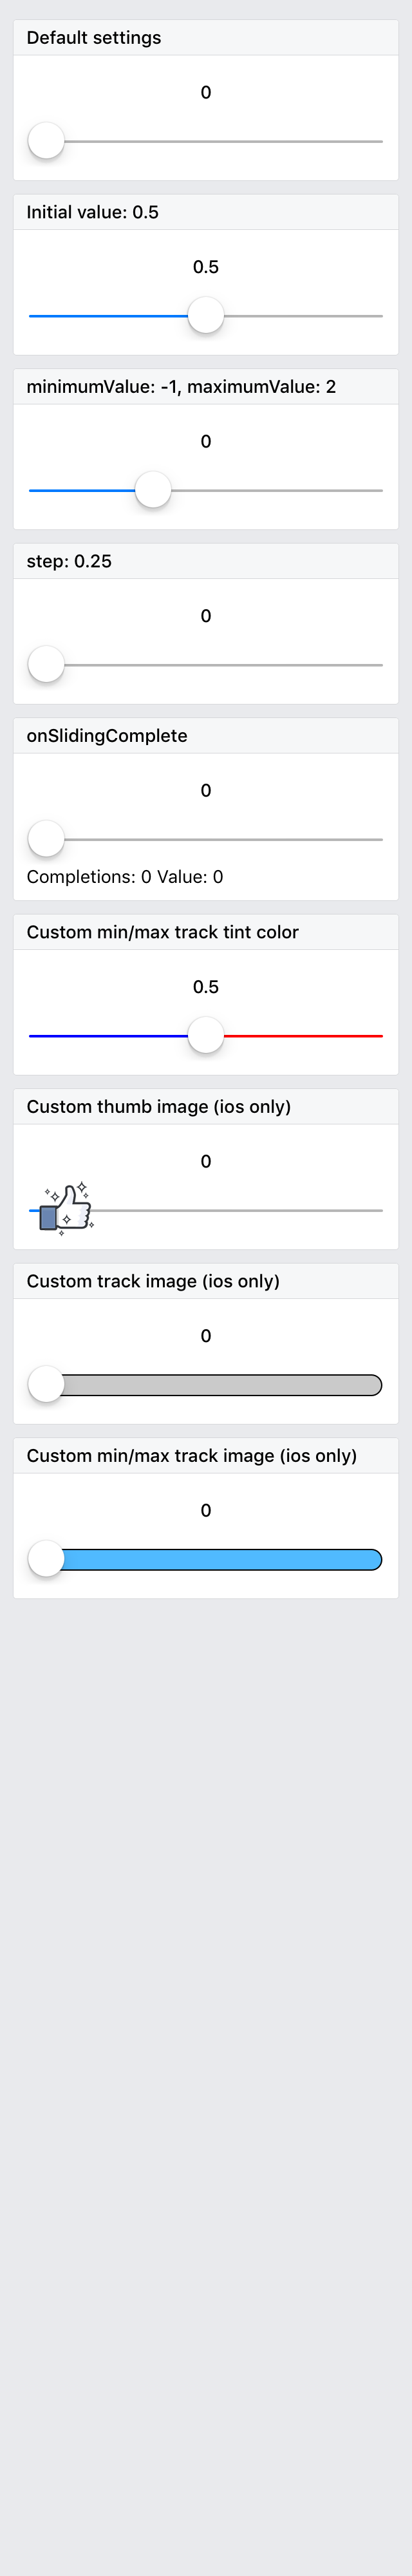 Default settings
0
Initial value: 0.5
0.5
minimumValue: -1, maximumValue: 2
0
step: 0.25
0
onSlidingComplete
0
Completions: 0 Value: 0
Custom min/max track tint color
0.5
Custom thumb image (ios only)
0
Custom track image (ios only)
0
Custom min/max track image (ios only)
0